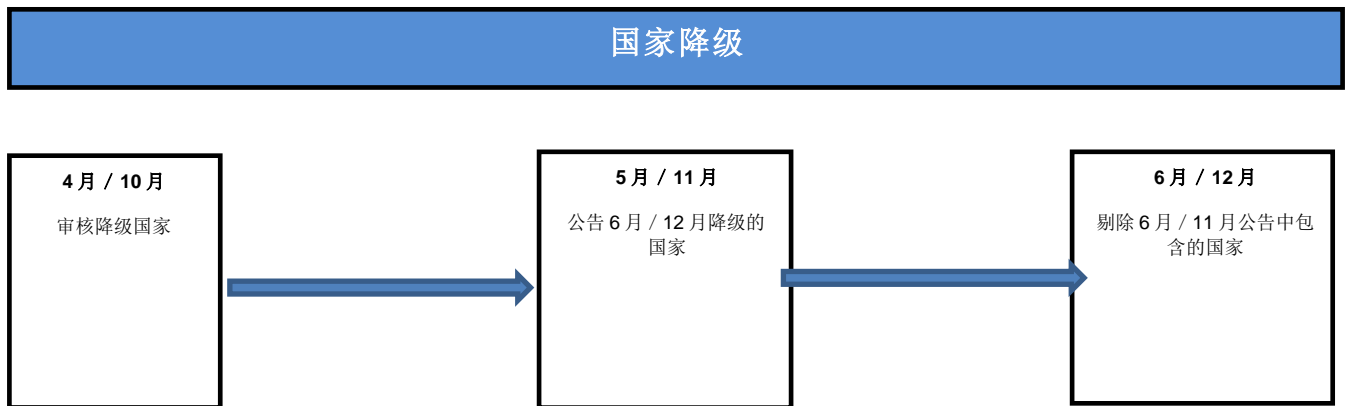 国家降级
4月 / 10月
审核降级国家
5月 / 11月
公告 6 月 / 12 月降级的
国家
6月 / 12月
剔除 6 月 / 11 月公告中包
含的国家